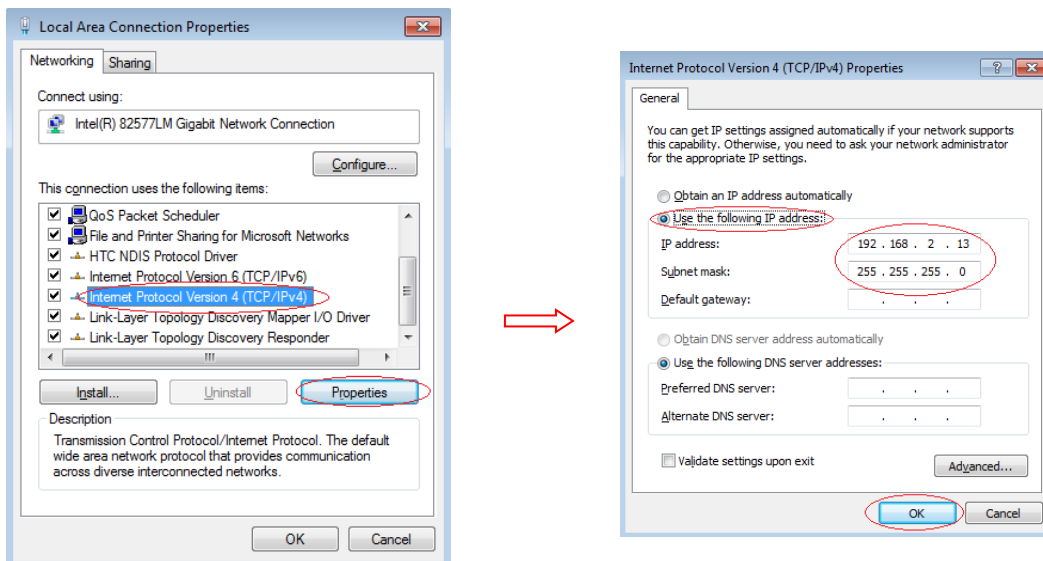 Local Area Connection Properties
Networking
Sharing
Connect using:
Intel(R) 82577LM Gigabit Network Connection
Configure...
This connection uses the following items:
QoS Packet Scheduler
File and Printer Sharing for Microsoft Networks
HTC NDIS Protocol Driver
Internet Protocol Version 6 (TCP/IPv6)
Internet Protocol Version 4 (TCP/IPv4)
Link-Layer Topology Discovery Mapper I/O Driver
Link-Layer Topology Discovery Responder
Install...
Uninstall
Properties
Description
Transmission Control Protocol/Internet Protocol. The default
wide area network protocol that provides communication
across diverse interconnected networks.
OK
Cancel
Internet Protocol Version 4 (TCP/IPv4) Properties
General
You can get IP settings assigned automatically if your network supports
this capability. Otherwise, you need to ask your network administrator
for the appropriate IP settings.
Obtain an IP address automatically
Use the following IP address:
IP address: 192 . 168 . 2 . 13
Subnet mask: 255 . 255 . 255 . 0
Default gateway: . . .
Obtain DNS server address automatically
Use the following DNS server addresses:
Preferred DNS server: . . .
Alternate DNS server: . . .
Validate settings upon exit
Advanced...
OK
Cancel